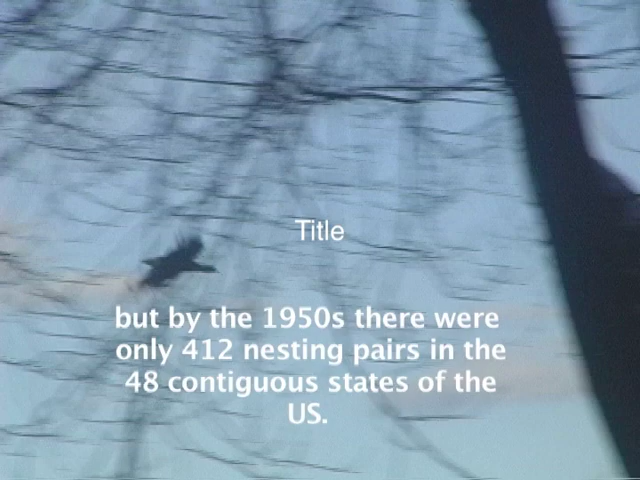 Title
but by the 1950s there were
only 412 nesting pairs in the
48 contiguous states of the
US.